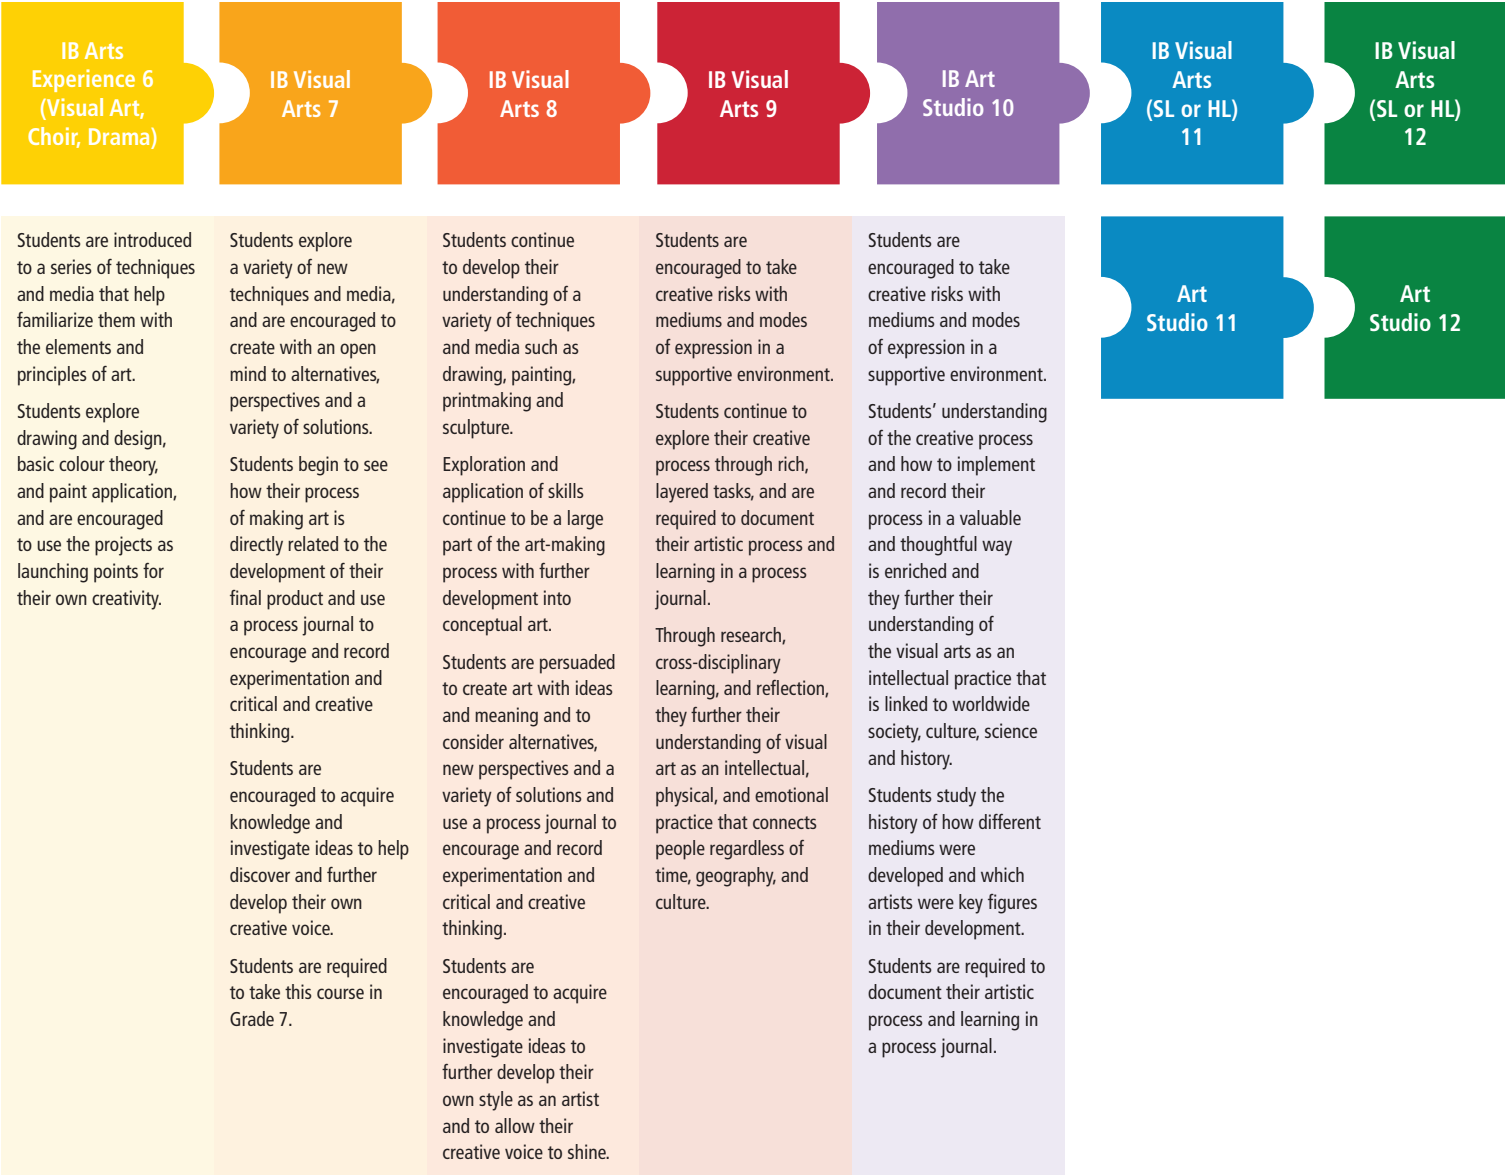 IB Arts
Experience 6
(Visual Art,
Choir, Drama)
IB Visual
Arts 7
IB Visual
Arts 8
IB Visual
Arts 9
IB Art
Studio 10
IB Visual
Arts
(SL or HL)
11
IB Visual
Arts
(SL or HL)
12
Students are introduced
to a series of techniques
and media that help
familiarize them with
the elements and
principles of art.
Students explore
drawing and design,
basic colour theory,
and paint application,
and are encouraged
to use the projects as
launching points for
their own creativity.
Students explore
a variety of new
techniques and media,
and are encouraged to
create with an open
mind to alternatives,
perspectives and a
variety of solutions.
Students begin to see
how their process
of making art is
directly related to the
development of their
final product and use
a process journal to
encourage and record
experimentation and
critical and creative
thinking.
Students are
encouraged to acquire
knowledge and
investigate ideas to help
discover and further
develop their own
creative voice.
Students are required
to take this course in
Grade 7.
Students continue
to develop their
understanding of a
variety of techniques
and media such as
drawing, painting,
printmaking and
sculpture.
Exploration and
application of skills
continue to be a large
part of the art-making
process with further
development into
conceptual art.
Students are persuaded
to create art with ideas
and meaning and to
consider alternatives,
new perspectives and a
variety of solutions and
use a process journal to
encourage and record
experimentation and
critical and creative
thinking.
Students are
encouraged to acquire
knowledge and
investigate ideas to
further develop their
own style as an artist
and to allow their
creative voice to shine.
Students are
encouraged to take
creative risks with
mediums and modes
of expression in a
supportive environment.
Students continue to
explore their creative
process through rich,
layered tasks, and are
required to document
their artistic process and
learning in a process
journal.
Through research,
cross-disciplinary
learning, and reflection,
they further their
understanding of visual
art as an intellectual,
physical, and emotional
practice that connects
people regardless of
time, geography, and
culture.
Students are
encouraged to take
creative risks with
mediums and modes
of expression in a
supportive environment.
Students’ understanding
of the creative process
and how to implement
and record their
process in a valuable
and thoughtful way
is enriched and
they further their
understanding of
the visual arts as an
intellectual practice that
is linked to worldwide
society, culture, science
and history.
Students study the
history of how different
mediums were
developed and which
artists were key figures
in their development.
Students are required to
document their artistic
process and learning in
a process journal.
Art
Studio 11
Art
Studio 12